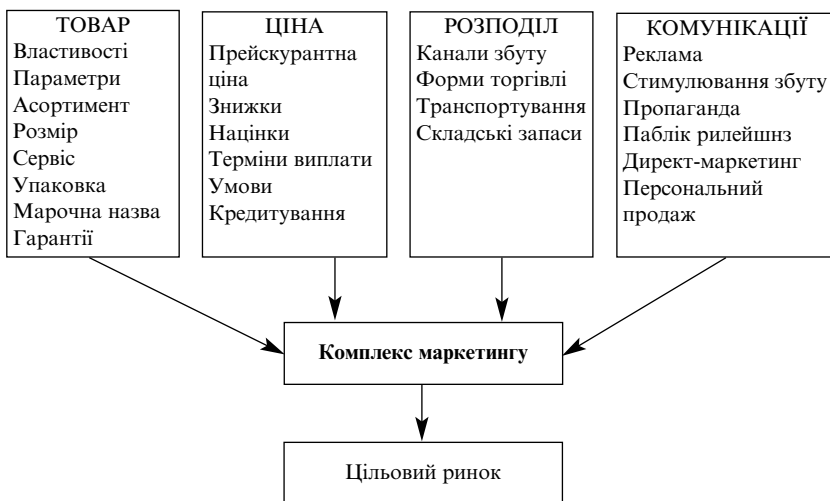 ТОВАР
Властивості
Параметри
Асортимент
Розмір
Сервіс
Упаковка
Марочна назва
Гарантії
ЦІНА
Прейскурантна
ціна
Знижки
Націнки
Терміни виплати
Умови
Кредитування
РОЗПОДІЛ
Канали збуту
Форми торгівлі
Транспортування
Складські запаси
КОМУНІКАЦІЇ
Реклама
Стимулювання збуту
Пропаганда
Паблік рилейшнз
Директ-маркетинг
Персональний
продаж
Комплекс маркетингу
Цільовий ринок